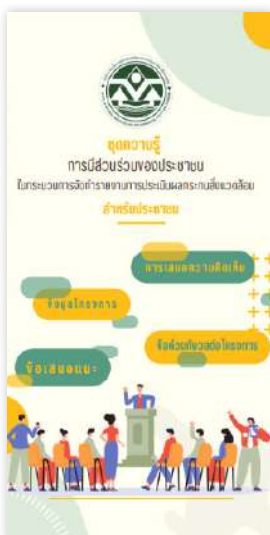 ชุดความรู้
การมีส่วนร่วมของประชาชน
ในกระบวนการจัดทำรายงานการประเมินผลกระทบสิ่งแวดล้อม
สำหรับประชาชน
การเสนอความคิดเห็น
ข้อมูลโครงการ
ข้อห่วงกังวลต่อโครงการ
ข้อเสนอแนะ